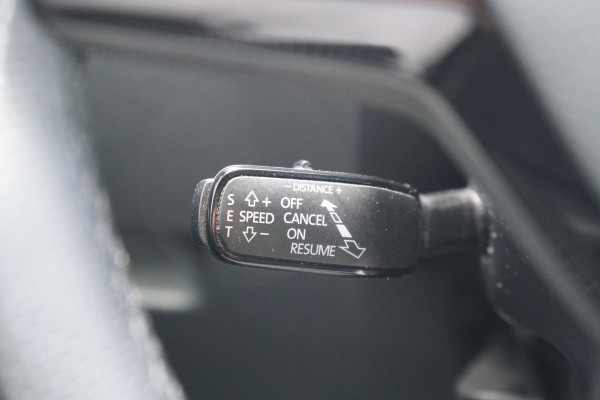 - DISTANCE +
S + OFF
E SPEED CANCEL
T - ON
RESUME